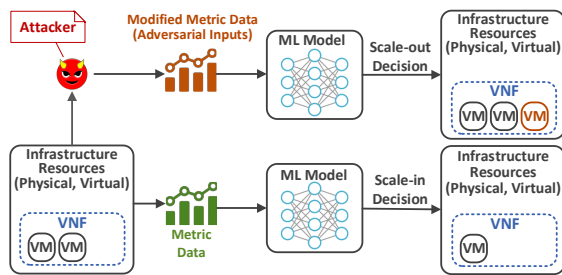 Attacker
Modified Metric Data
(Adversarial Inputs)
ML Model
Scale-out
Decision
Infrastructure
Resources
(Physical, Virtual)
VNF
VM VM VM
Infrastructure
Resources
(Physical, Virtual)
VNF
VM VM
Metric
Data
ML Model
Scale-in
Decision
Infrastructure
Resources
(Physical, Virtual)
VNF
VM